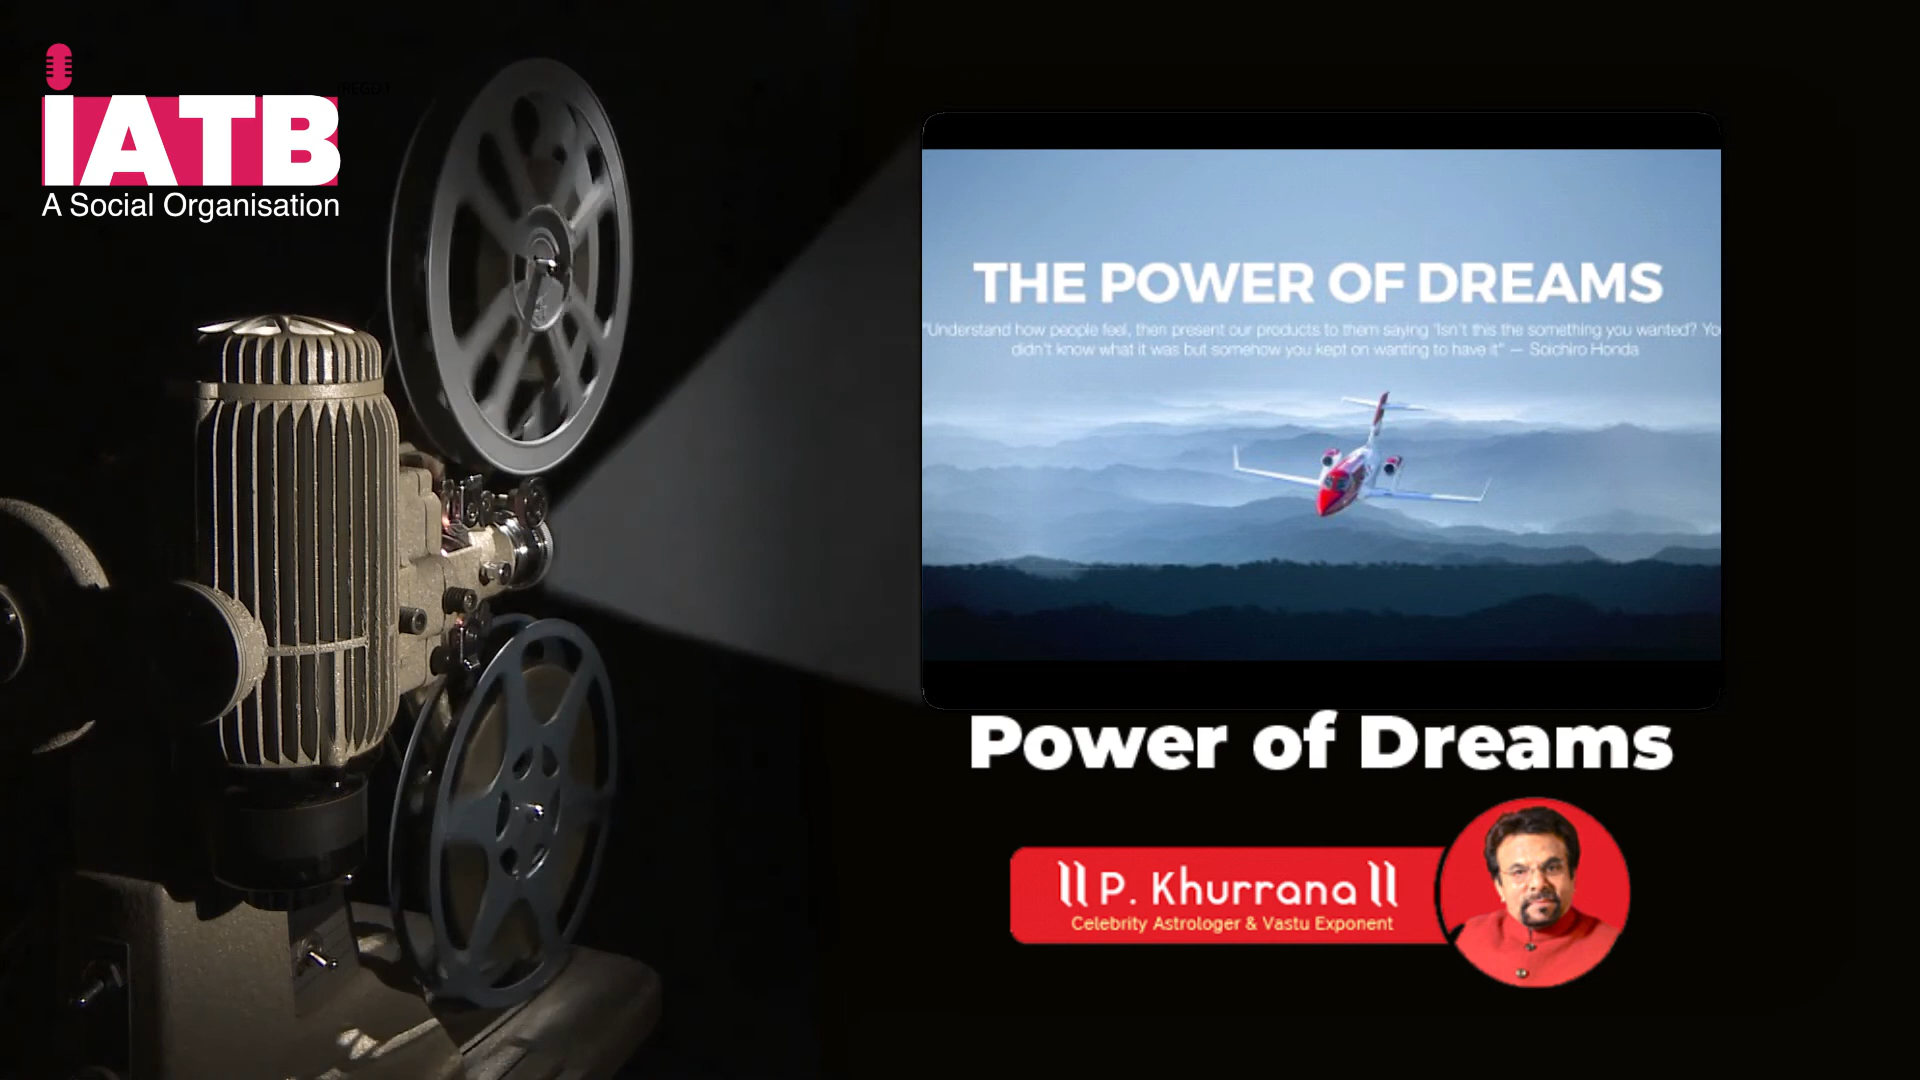 iATB
(REGD.)
A Social Organisation
THE POWER OF DREAMS
"Understand how people feel, then present our products to them saying 'Isn't this the something you wanted? Yo
didn't know what it was but somehow you kept on wanting to have it" — Soichiro Honda
Power of Dreams
P. Khurrana
Celebrity Astrologer & Vastu Exponent